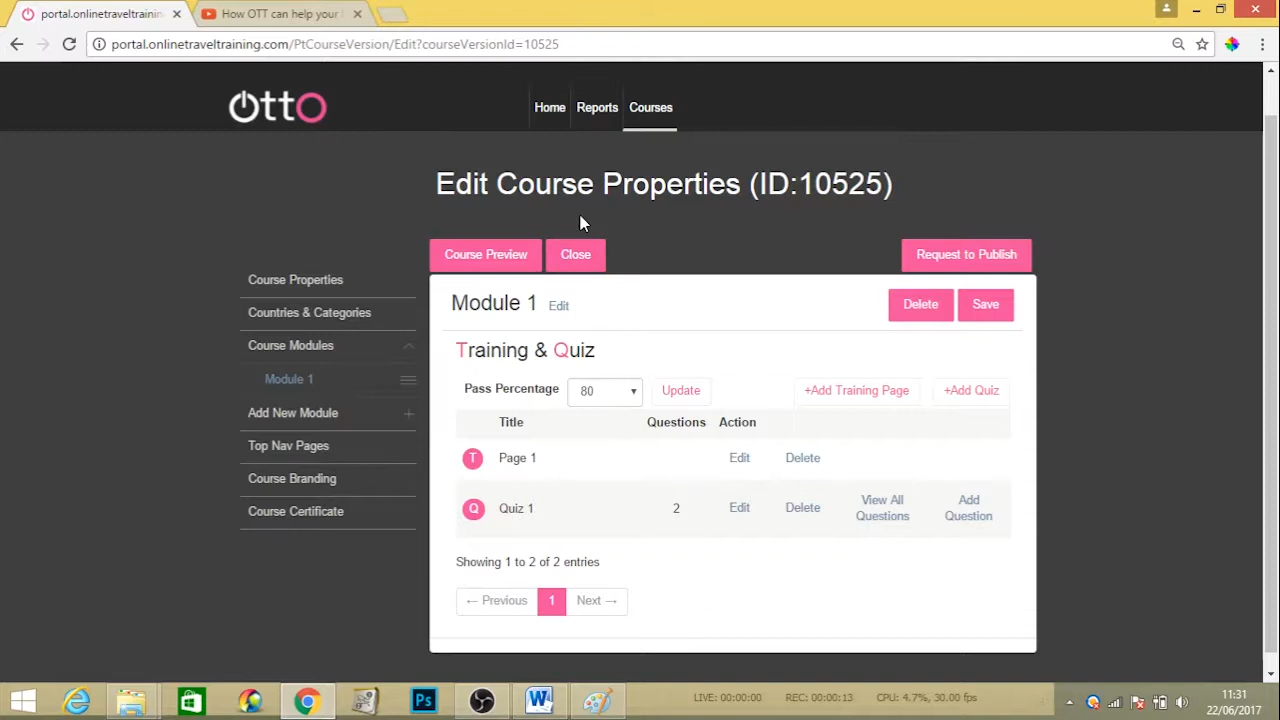 portal.onlinetraveltrainin
How OTT can help your
portal.onlinetraveltraining.com/PtCourseVersion/Edit?courseVersionId=10525
OttO
Home Reports Courses
Edit Course Properties (ID:10525)
Course Preview Close Request to Publish
Course Properties
Countries & Categories
Course Modules
Module 1
Add New Module
Top Nav Pages
Course Branding
Course Certificate
Module 1 Edit Delete Save
Training & Quiz
Pass Percentage 80 Update +Add Training Page +Add Quiz
Title Questions Action
T Page 1 Edit Delete
Q Quiz 1 2 Edit Delete View All Questions Add Question
Showing 1 to 2 of 2 entries
← Previous 1 Next →
Ps
W
LIVE: 00:00:00 REC: 00:00:13 CPU: 4.7%, 30.00 fps
11:31
22/06/2017